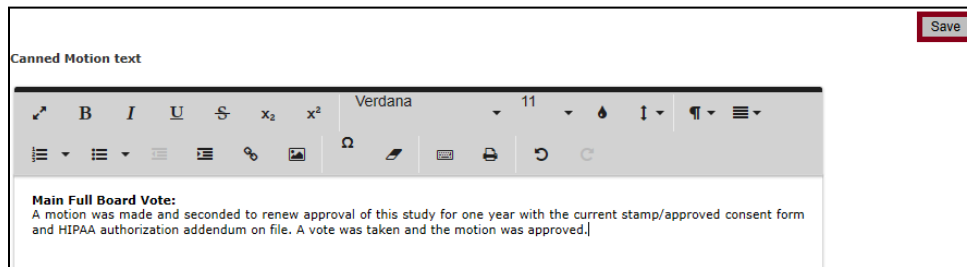 Save
Canned Motion text
B I U S x₂ x² Verdana 11 ¶
Ω
Main Full Board Vote:
A motion was made and seconded to renew approval of this study for one year with the current stamp/approved consent form
and HIPAA authorization addendum on file. A vote was taken and the motion was approved.